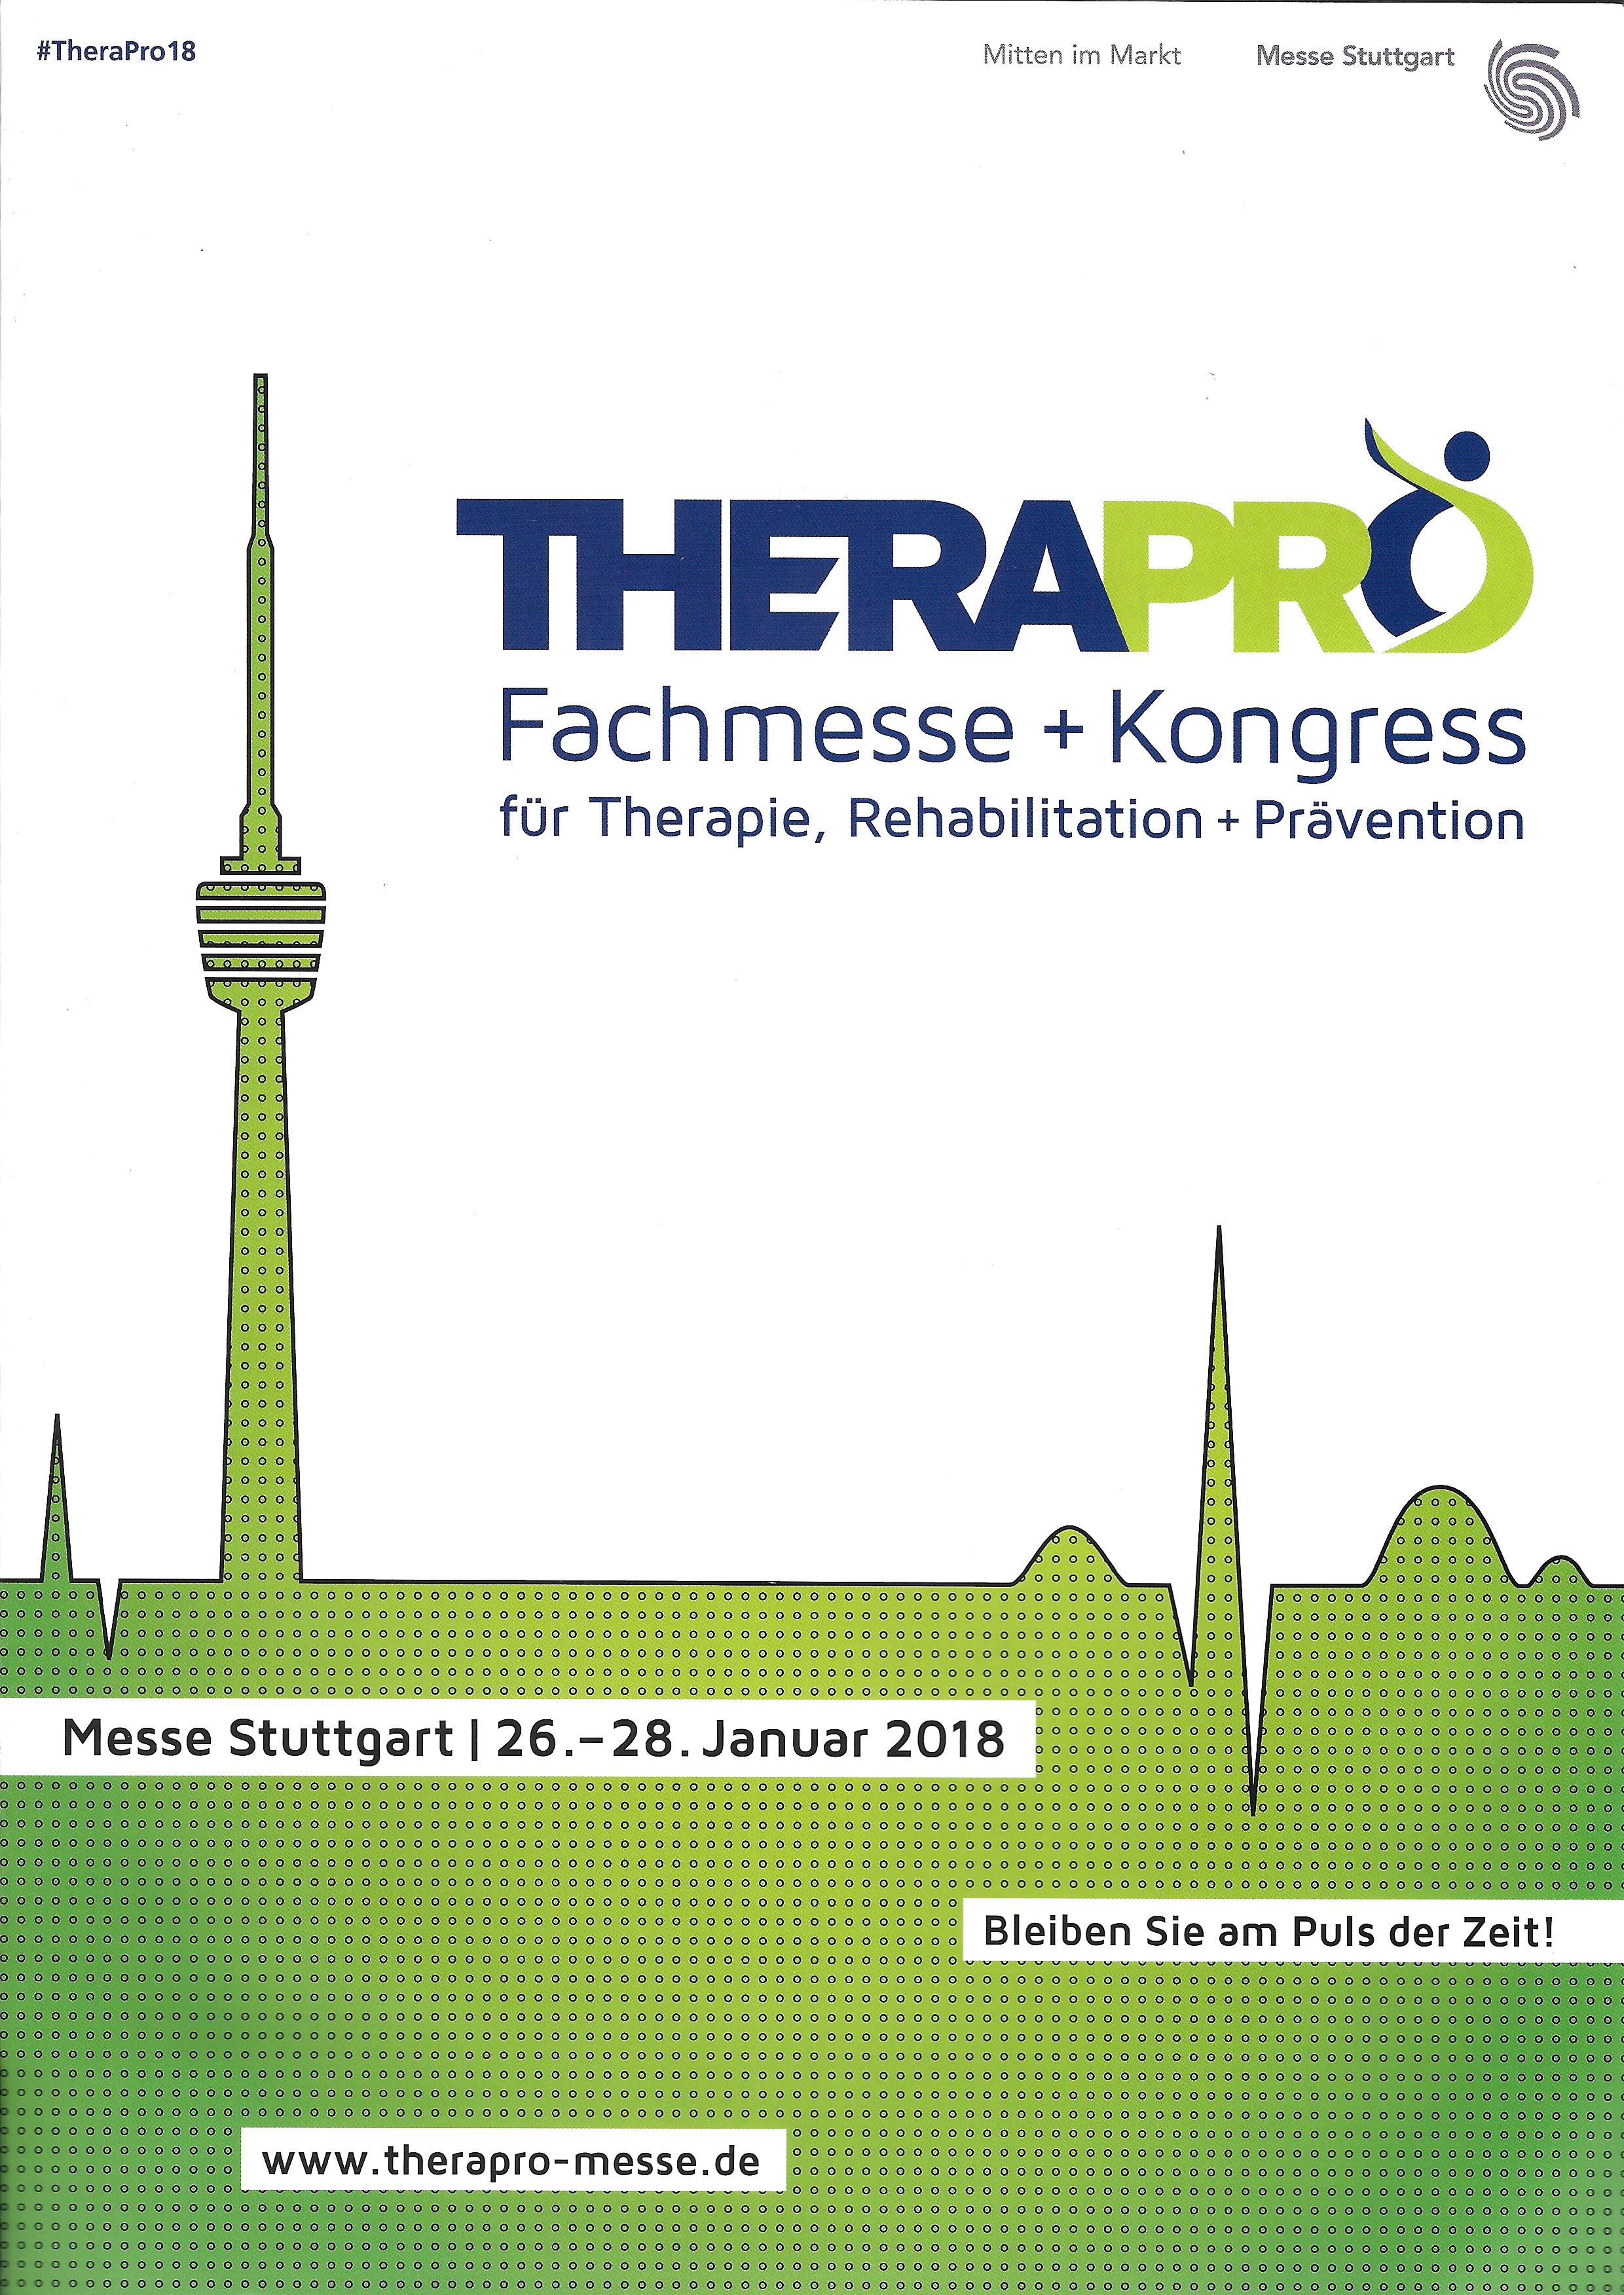 #TheraPro18
Mitten im Markt
Messe Stuttgart
THERAPRO
Fachmesse + Kongress
für Therapie, Rehabilitation + Prävention
Messe Stuttgart | 26.–28. Januar 2018
Bleiben Sie am Puls der Zeit!
www.therapro-messe.de